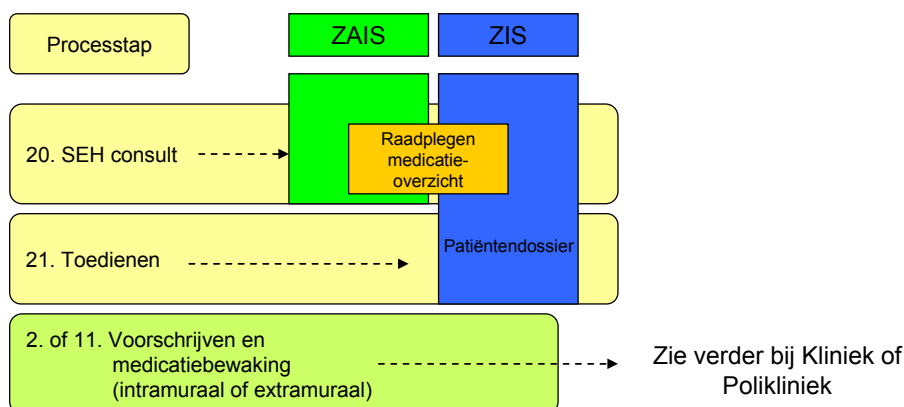 Processtap
ZAIS
ZIS
20. SEH consult
Raadplegen
medicatie-
overzicht
21. Toedienen
Patiëntendossier
2. of 11. Voorschrijven en
medicatiebewaking
(intramuraal of extramuraal)
Zie verder bij Kliniek of
Polikliniek